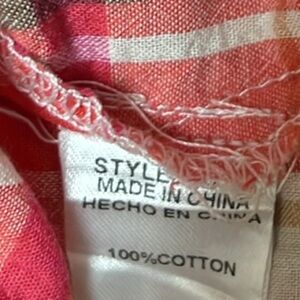 STYLE
MADE IN CHINA
HECHO EN CHINA
100%COTTON